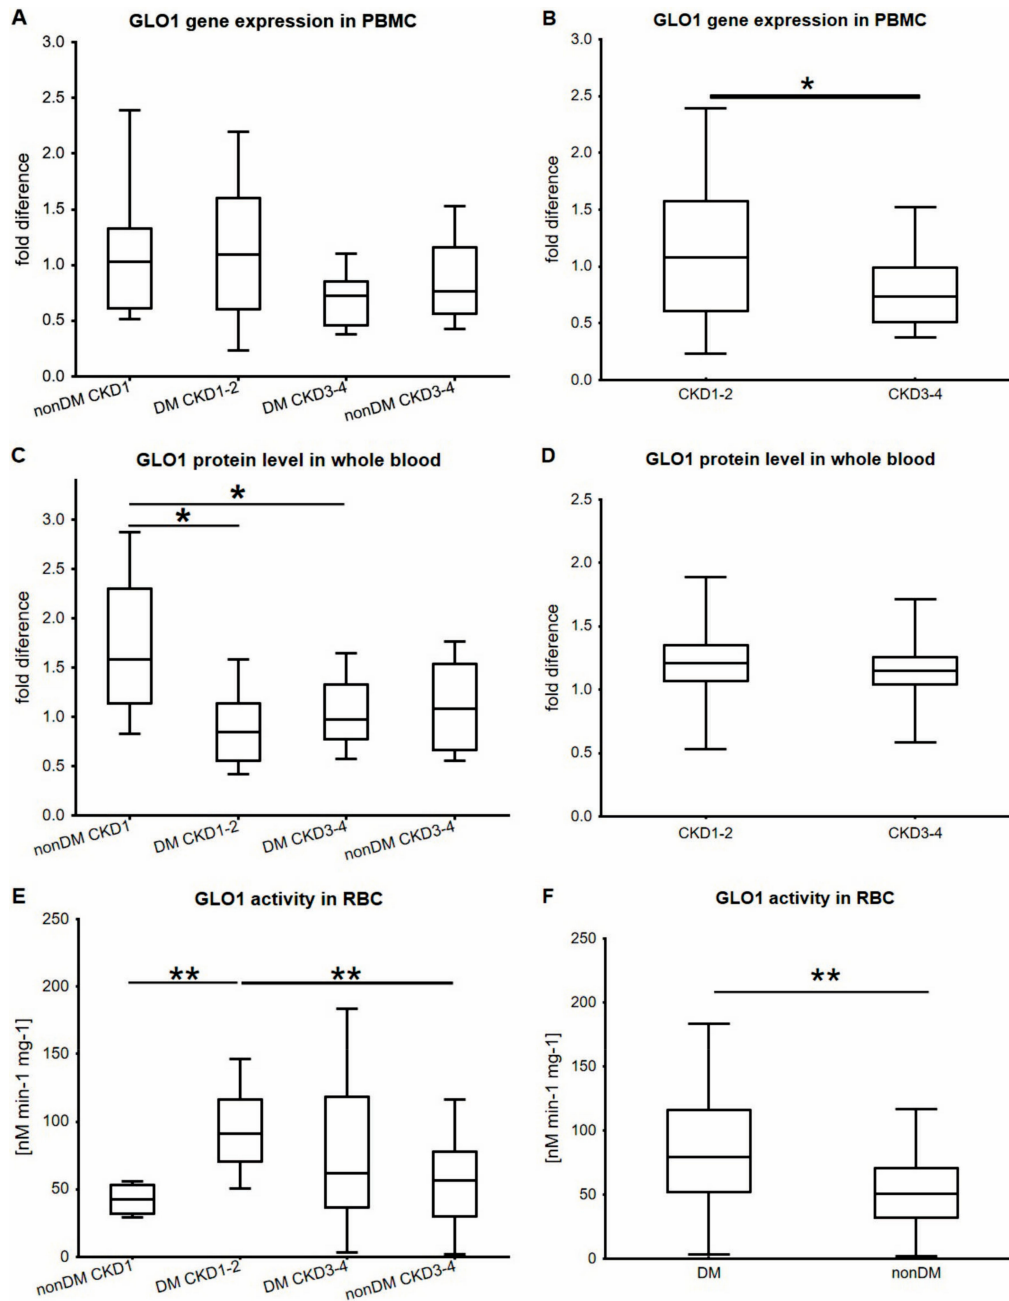 A
GLO1 gene expression in PBMC
fold diference
3.0
2.5
2.0
1.5
1.0
0.5
0.0
nonDM CKD1
DM CKD1-2
DM CKD3-4
nonDM CKD3-4
B
GLO1 gene expression in PBMC
fold diference
3.0
2.5
2.0
1.5
1.0
0.5
0.0
*
CKD1-2
CKD3-4
C
GLO1 protein level in whole blood
fold diference
3.0
2.5
2.0
1.5
1.0
0.5
0.0
*
*
nonDM CKD1
DM CKD1-2
DM CKD3-4
nonDM CKD3-4
D
GLO1 protein level in whole blood
fold diference
2.5
2.0
1.5
1.0
0.5
0.0
CKD1-2
CKD3-4
E
GLO1 activity in RBC
[nM min-1 mg-1]
250
200
150
100
50
0
**
**
nonDM CKD1
DM CKD1-2
DM CKD3-4
nonDM CKD3-4
F
GLO1 activity in RBC
[nM min-1 mg-1]
250
200
150
100
50
0
**
DM
nonDM